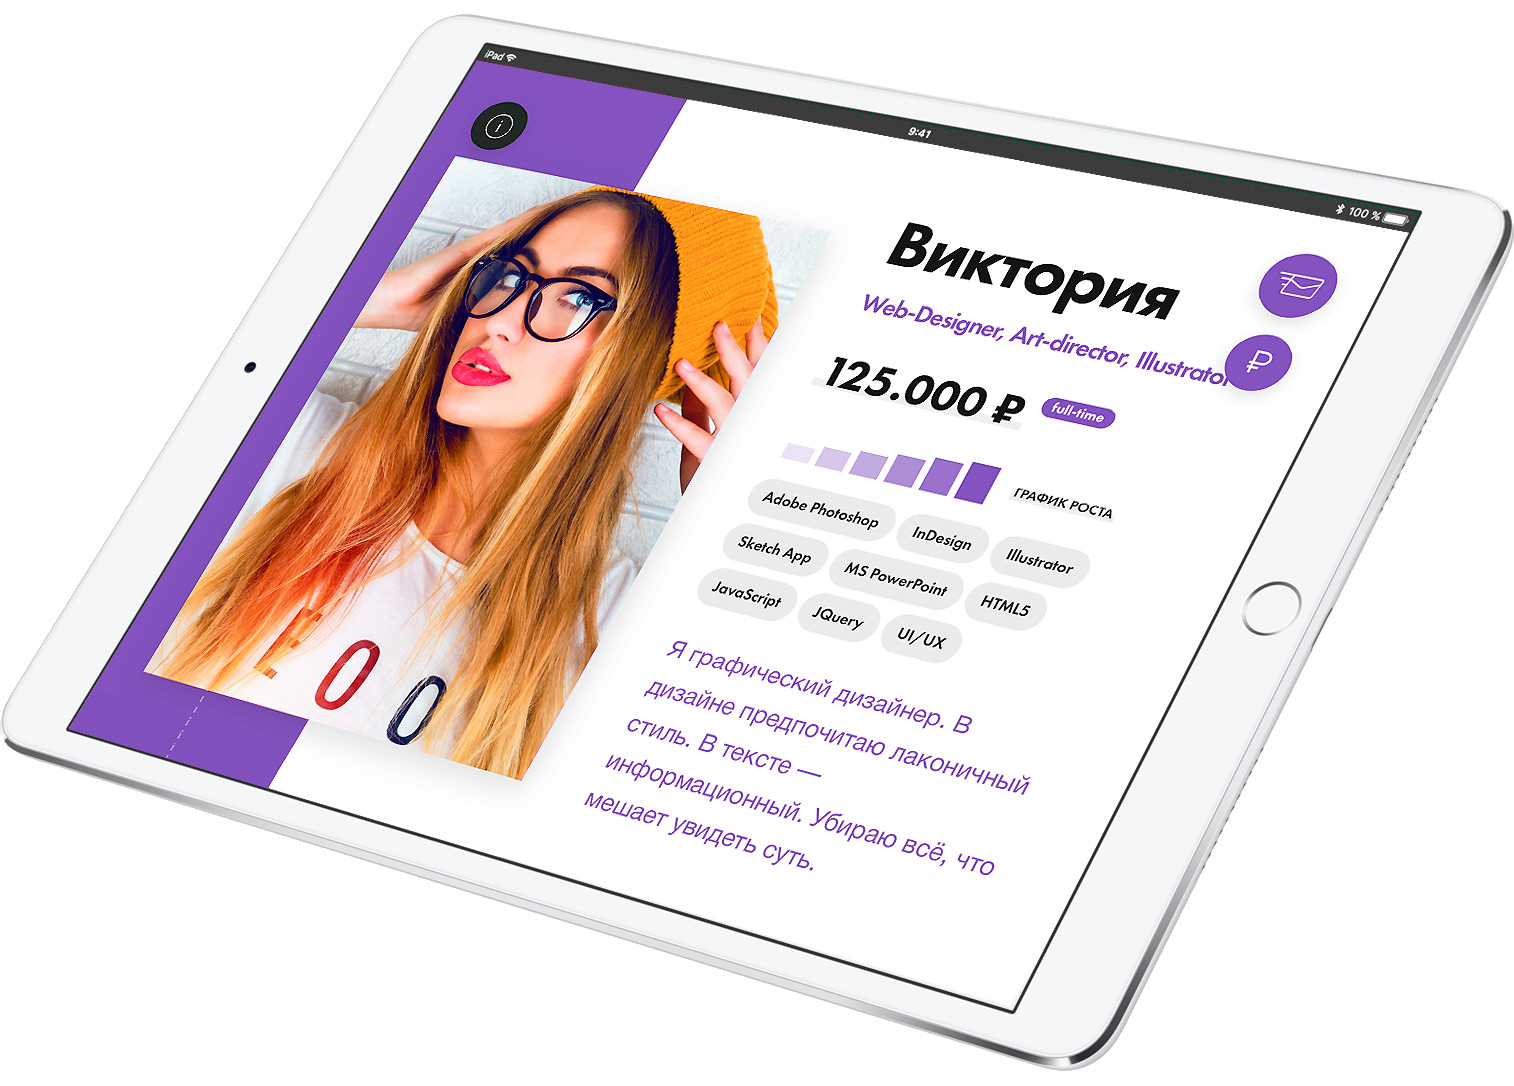 iPad
9:41
100 %
Виктория
Web-Designer, Art-director, Illustrator
₽
125.000 ₽
full-time
ГРАФИК РОСТА
Adobe Photoshop
InDesign
Illustrator
Sketch App
MS PowerPoint
HTML5
JavaScript
JQuery
UI/UX
Я графический дизайнер. В
дизайне предпочитаю лаконичный
стиль. В тексте —
информационный. Убираю всё, что
мешает увидеть суть.
E O O